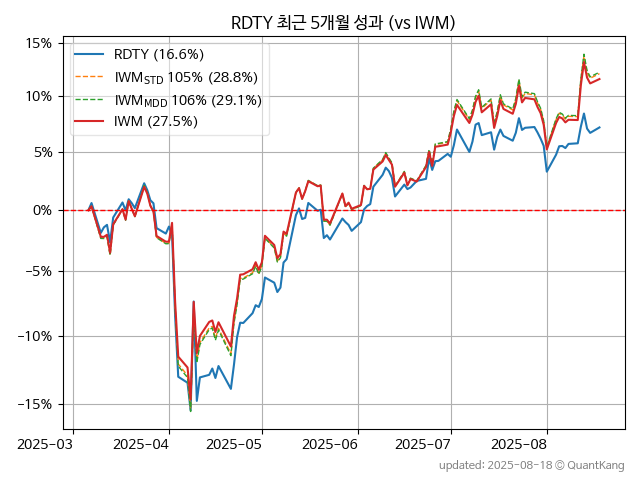 RDTY 최근 5개월 성과 (vs IWM)
RDTY (16.6%)
IWM_STD 105% (28.8%)
IWM_MDD 106% (29.1%)
IWM (27.5%)
15%
10%
5%
0%
−5%
−10%
−15%
2025-03 2025-04 2025-05 2025-06 2025-07 2025-08
updated: 2025-08-18 © QuantKang